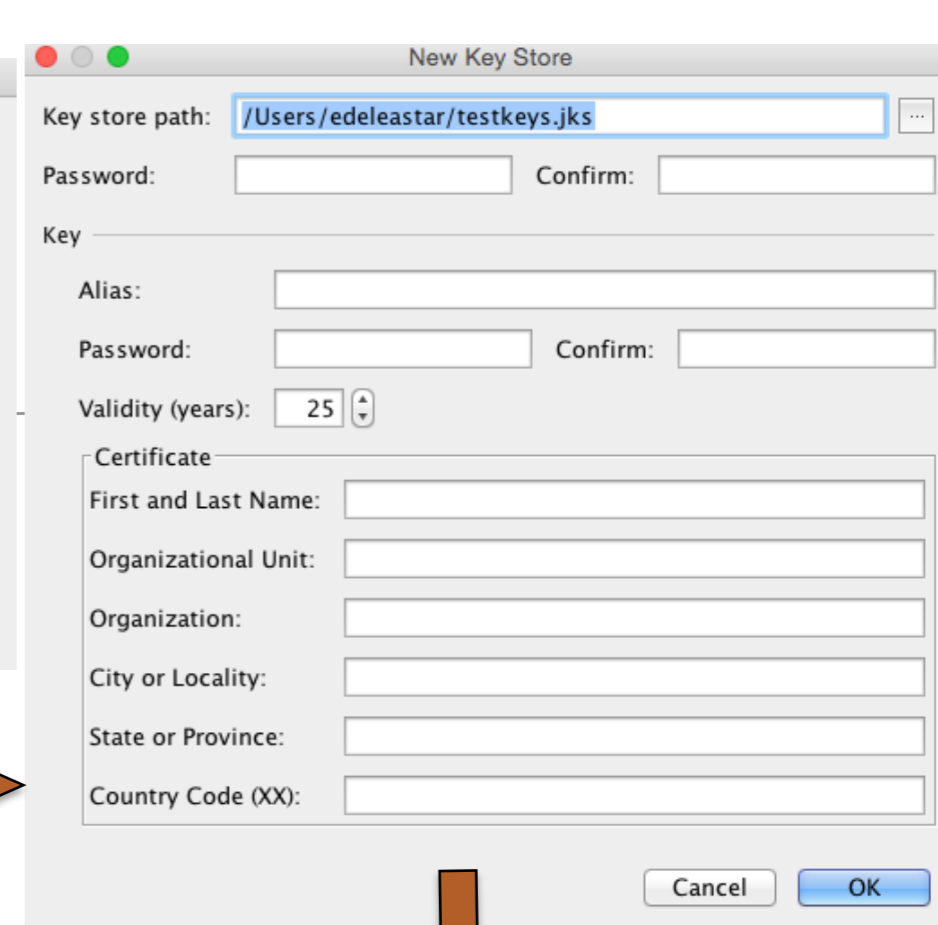 New Key Store
Key store path: /Users/edeleastar/testkeys.jks ...
Password: Confirm:
Key
Alias:
Password: Confirm:
Validity (years): 25
Certificate
First and Last Name:
Organizational Unit:
Organization:
City or Locality:
State or Province:
Country Code (XX):
Cancel OK